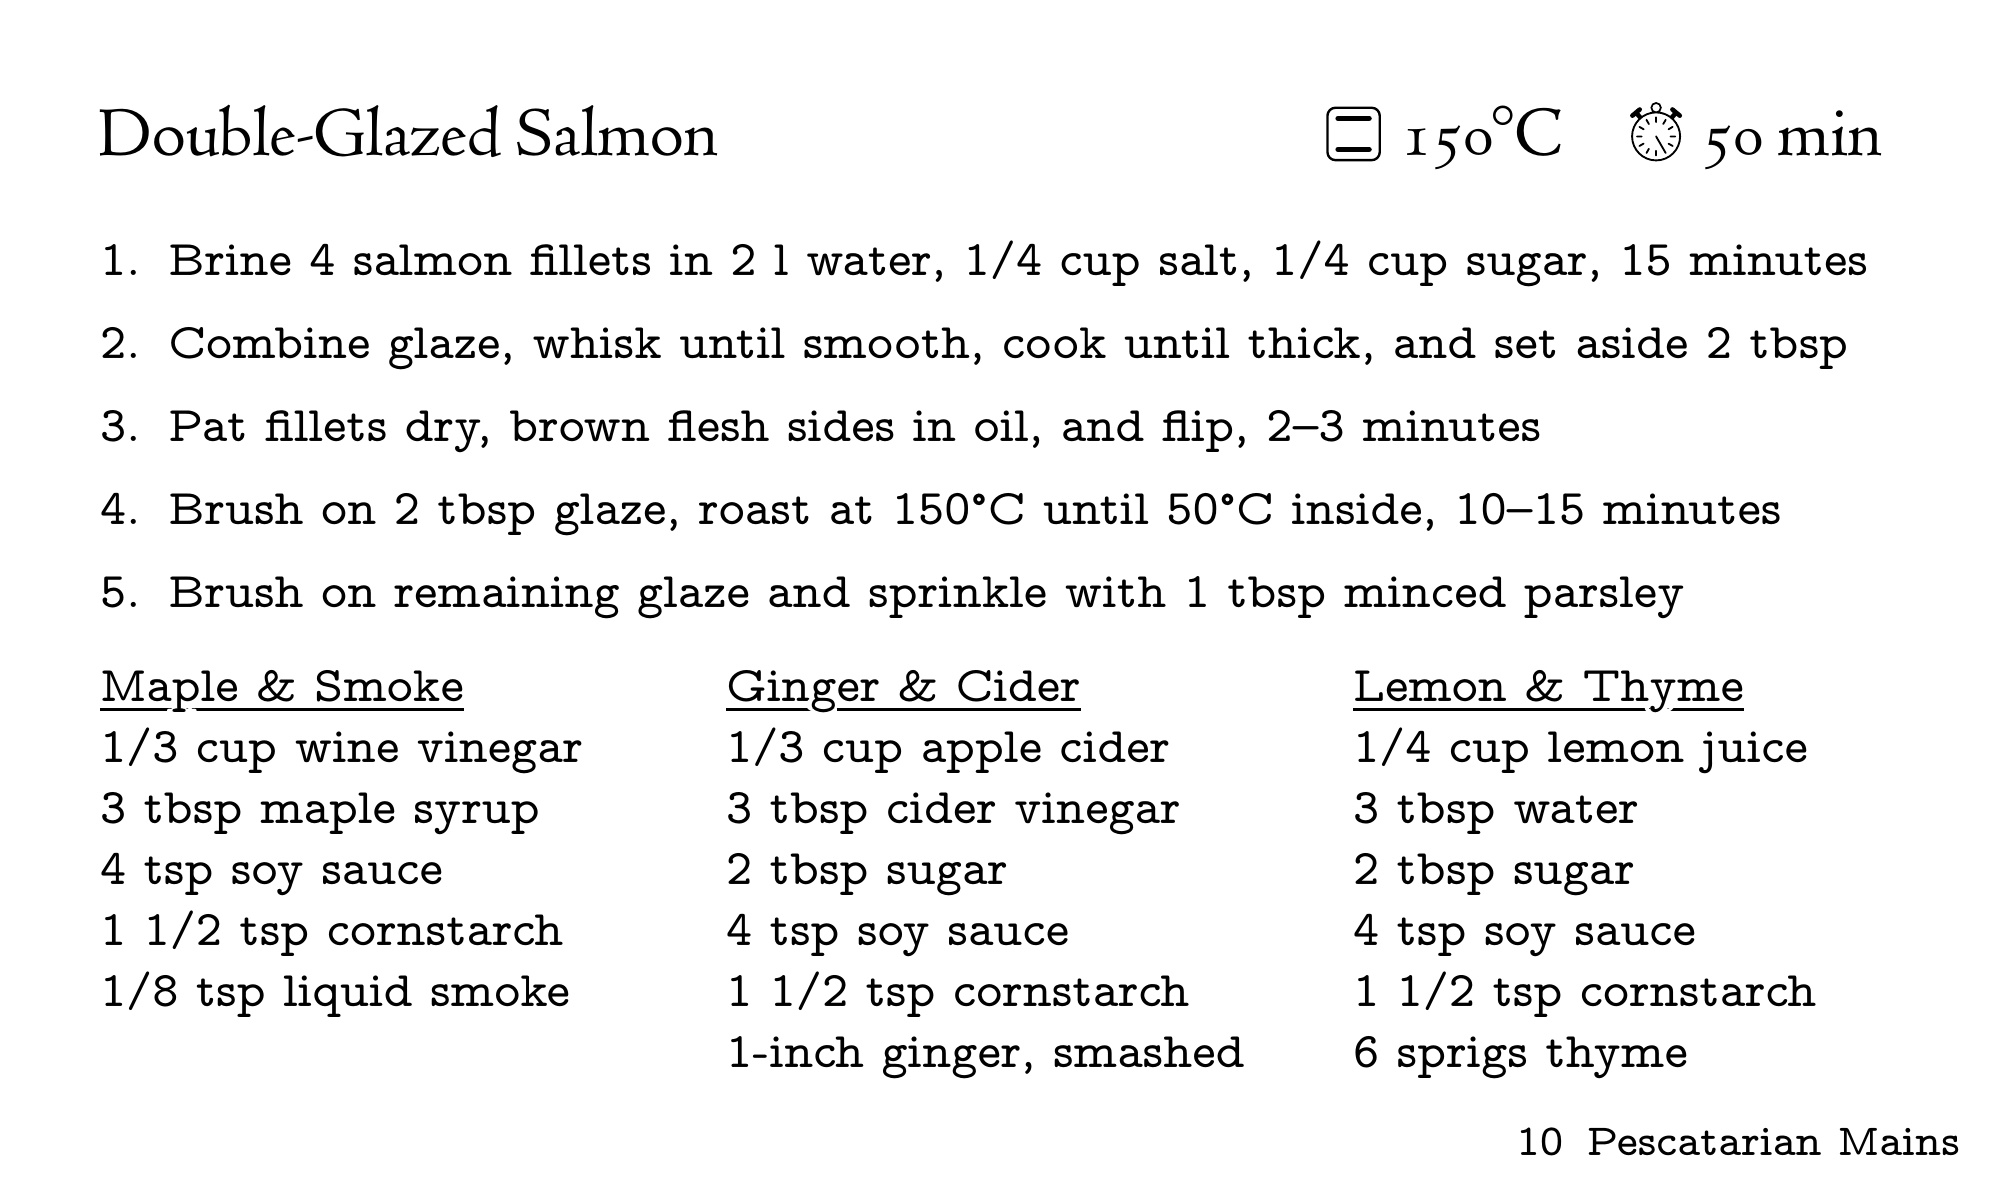 Double-Glazed Salmon 150°C 50 min
1. Brine 4 salmon fillets in 2 l water, 1/4 cup salt, 1/4 cup sugar, 15 minutes
2. Combine glaze, whisk until smooth, cook until thick, and set aside 2 tbsp
3. Pat fillets dry, brown flesh sides in oil, and flip, 2–3 minutes
4. Brush on 2 tbsp glaze, roast at 150°C until 50°C inside, 10–15 minutes
5. Brush on remaining glaze and sprinkle with 1 tbsp minced parsley
Maple & Smoke
1/3 cup wine vinegar
3 tbsp maple syrup
4 tsp soy sauce
1 1/2 tsp cornstarch
1/8 tsp liquid smoke
Ginger & Cider
1/3 cup apple cider
3 tbsp cider vinegar
2 tbsp sugar
4 tsp soy sauce
1 1/2 tsp cornstarch
1-inch ginger, smashed
Lemon & Thyme
1/4 cup lemon juice
3 tbsp water
2 tbsp sugar
4 tsp soy sauce
1 1/2 tsp cornstarch
6 sprigs thyme
10 Pescatarian Mains